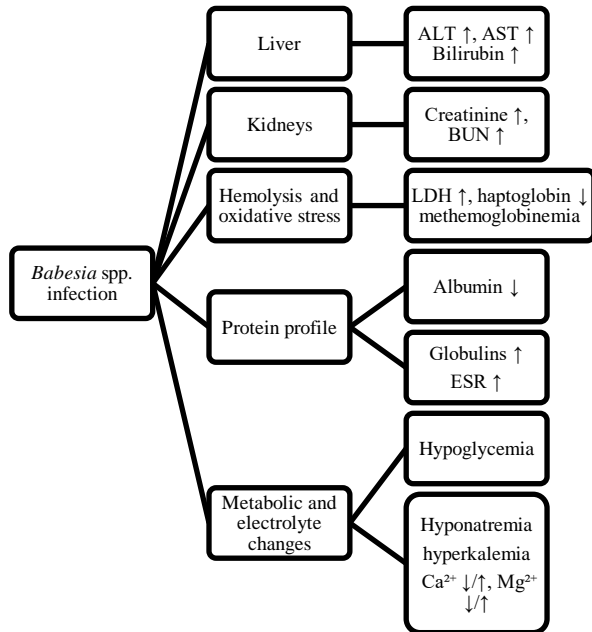 Babesia spp.
infection
Liver
ALT ↑, AST ↑
Bilirubin ↑
Kidneys
Creatinine ↑,
BUN ↑
Hemolysis and
oxidative stress
LDH ↑, haptoglobin ↓
methemoglobinemia
Protein profile
Albumin ↓
Globulins ↑
ESR ↑
Metabolic and
electrolyte
changes
Hypoglycemia
Hyponatremia
hyperkalemia
Ca²⁺ ↓/↑, Mg²⁺
↓/↑